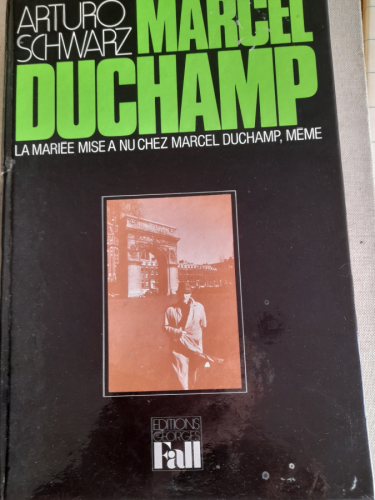 ARTURO
SCHWARZ
MARCEL
DUCHAMP
LA MARIÉE MISE A NU CHEZ MARCEL DUCHAMP, MÊME
EDITIONS
GEORGES
Fall